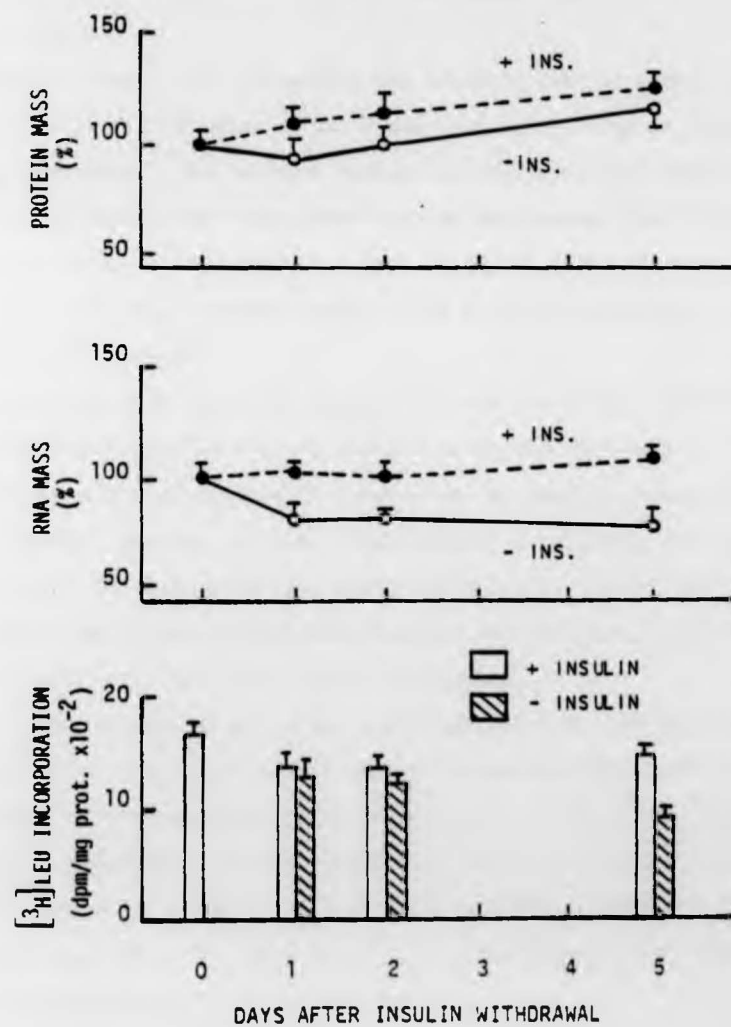 150
100
50
PROTEIN MASS
(%)
+ INS.
-INS.
150
100
50
RNA MASS
(%)
+ INS.
- INS.
+ INSULIN
- INSULIN
20
10
0
[³H]LEU INCORPORATION
(dpm/mg prot. x10⁻²)
0 1 2 3 4 5
DAYS AFTER INSULIN WITHDRAWAL